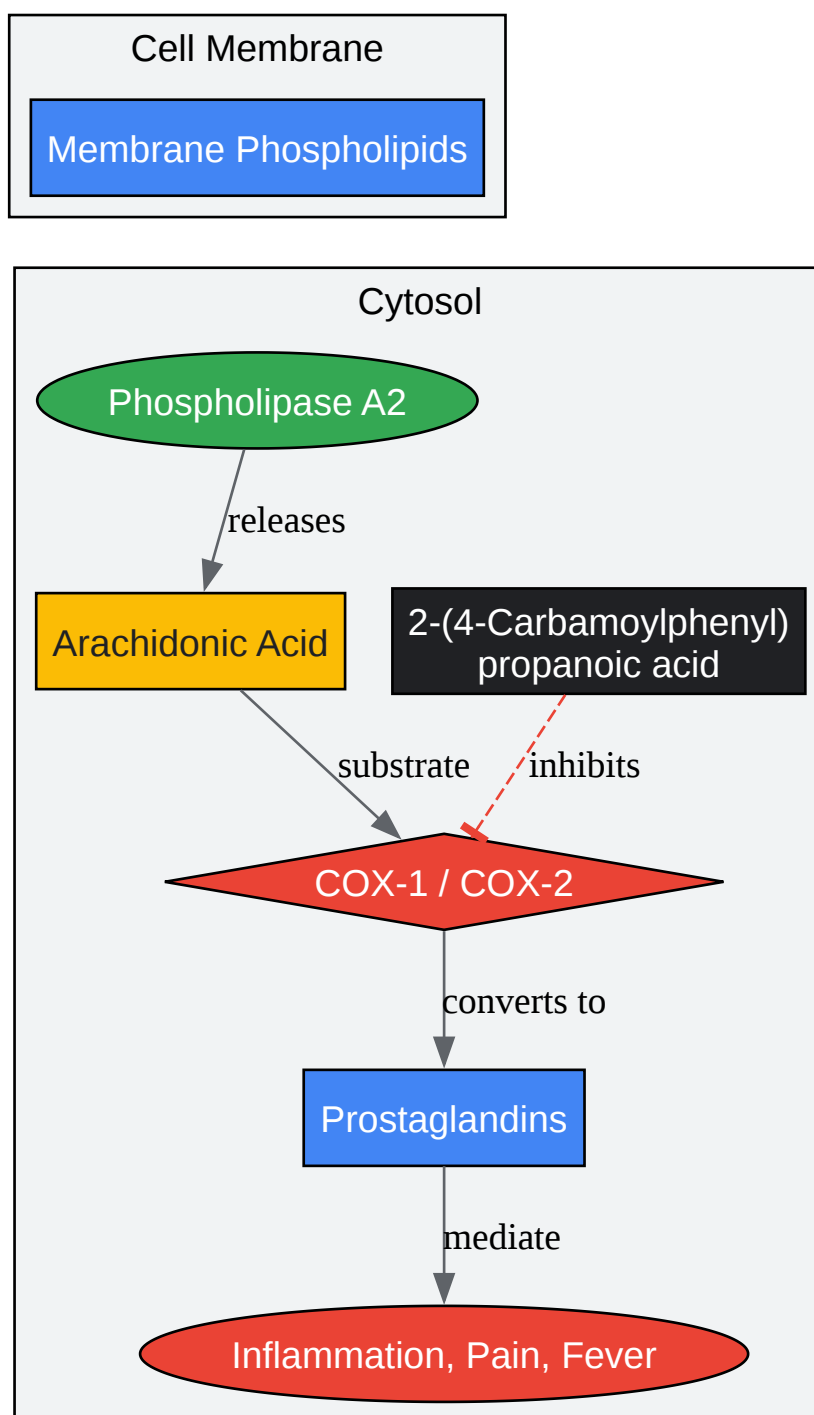 Cell Membrane
Membrane Phospholipids
Cytosol
Phospholipase A2
releases
Arachidonic Acid
2-(4-Carbamoylphenyl)
propanoic acid
substrate
inhibits
COX-1 / COX-2
converts to
Prostaglandins
mediate
Inflammation, Pain, Fever